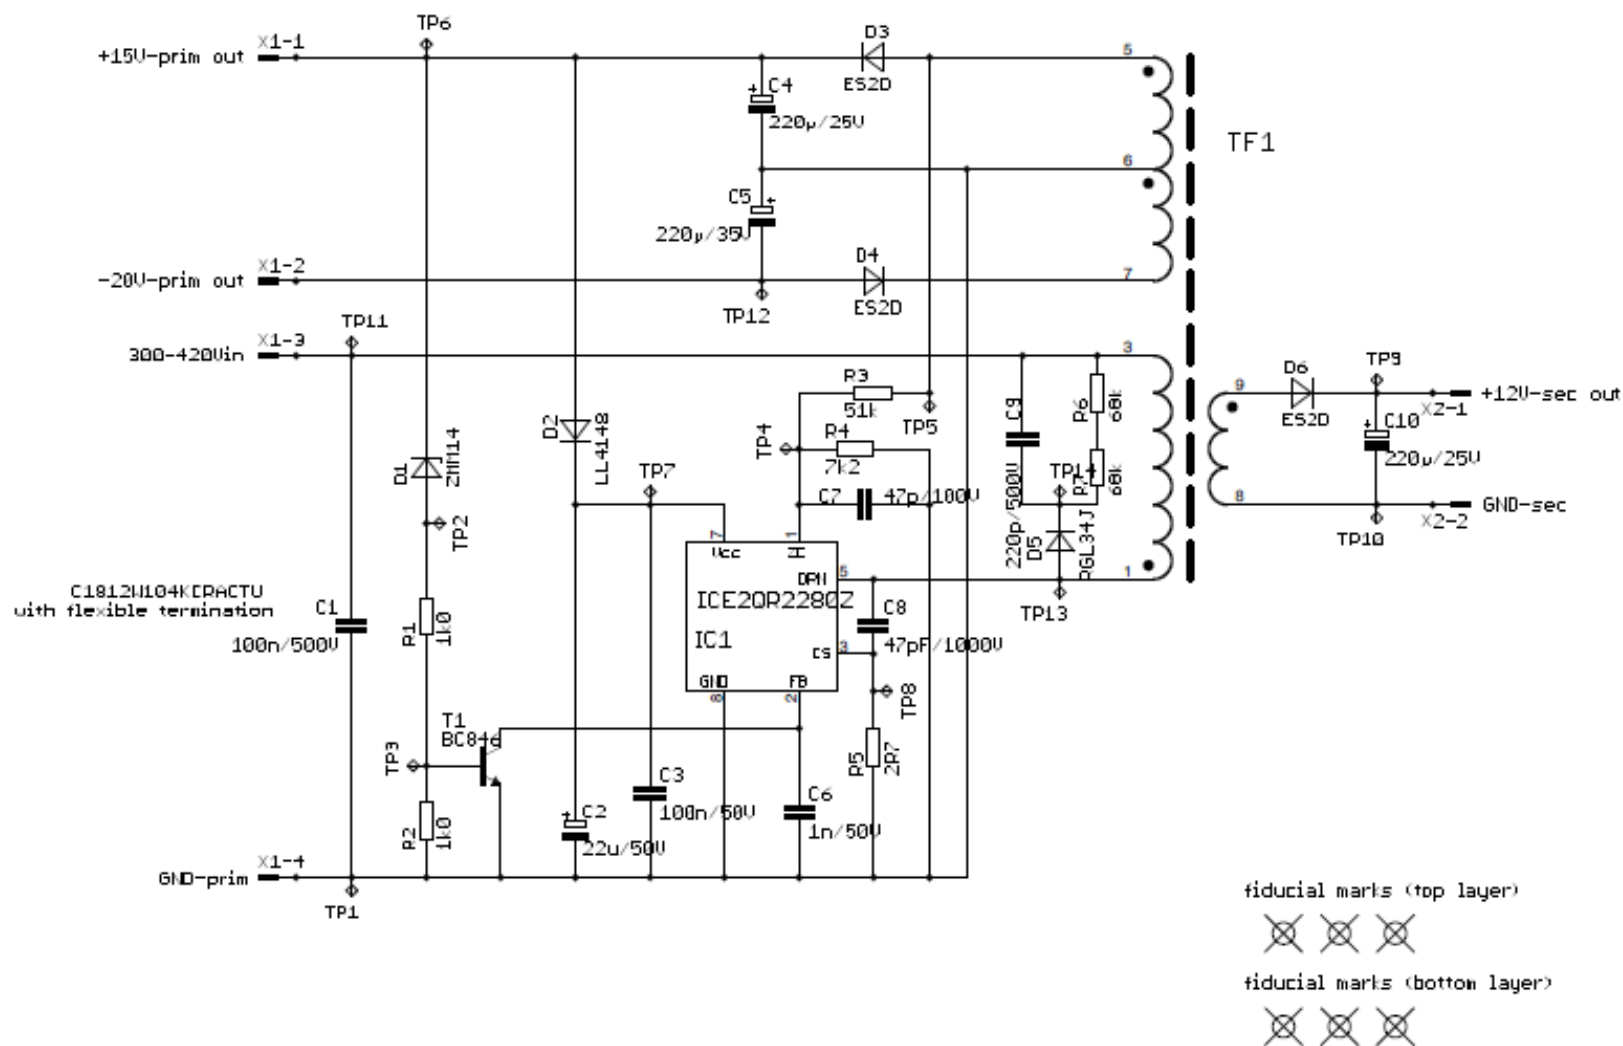 TP6
X1-1
+15V-prim out
D3
ES2D
5
C4
+
220µ/25V
TF1
6
C5
+
220µ/35V
X1-2
-20V-prim out
D4
ES2D
7
TP12
TP11
X1-3
300-420Vin
3
R3
51k
TP5
R4
7k2
TP4
C7
47p/100V
C9
220p/500V
R6
68k
R7
68k
TP14
D5
RGL34J
1
TP13
9
D6
ES2D
TP9
X2-1
+12V-sec out
+
C10
220µ/25V
8
X2-2
GND-sec
TP10
D2
LL4148
D1
ZMM14
TP2
TP7
7
Vcc
1
DRN
5
ICE2QR2280Z
IC1
CS
3
GND
8
FB
2
C8
47pF/1000V
TP8
R5
2R7
C1812W104KCRACTU
with flexible termination
C1
100n/500V
R1
1k0
T1
BC846
TP3
R2
1k0
+
C2
22u/50V
C3
100n/50V
C6
1n/50V
X1-4
GND-prim
TP1
fiducial marks (top layer)
fiducial marks (bottom layer)